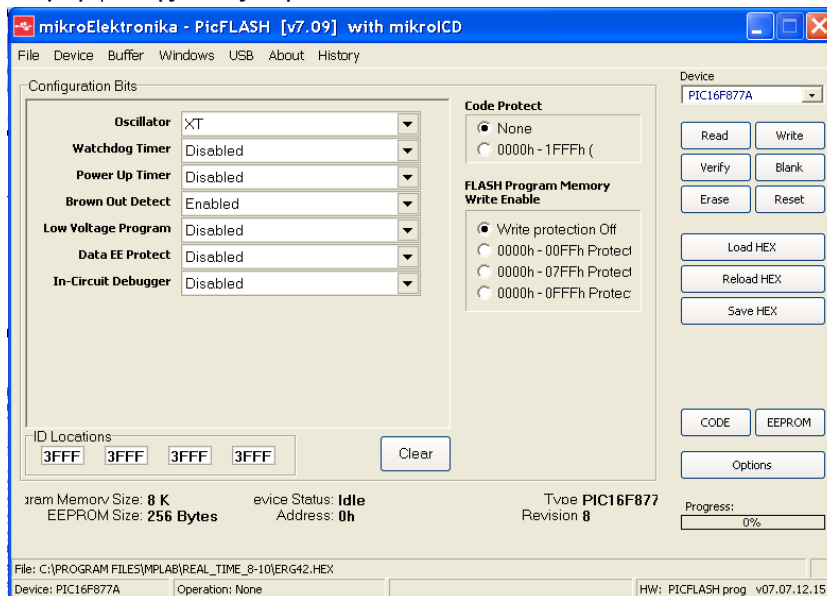 mikroElektronika - PicFLASH [v7.09] with mikroICD
File Device Buffer Windows USB About History
Configuration Bits
Oscillator XT
Watchdog Timer Disabled
Power Up Timer Disabled
Brown Out Detect Enabled
Low Voltage Program Disabled
Data EE Protect Disabled
In-Circuit Debugger Disabled
Code Protect
None
0000h - 1FFFh (
FLASH Program Memory
Write Enable
Write protection Off
0000h - 00FFh Protect
0000h - 07FFh Protect
0000h - 0FFFh Protec
ID Locations
3FFF 3FFF 3FFF 3FFF
Clear
Device
PIC16F877A
Read Write
Verify Blank
Erase Reset
Load HEX
Reload HEX
Save HEX
CODE EEPROM
Options
Progress:
0%
ram Memory Size: 8 K evice Status: Idle Type PIC16F877
EEPROM Size: 256 Bytes Address: 0h Revision 8
File: C:\PROGRAM FILES\MPLAB\REAL_TIME_8-10\ERG42.HEX
Device: PIC16F877A Operation: None HW: PICFLASH prog v07.07.12.15